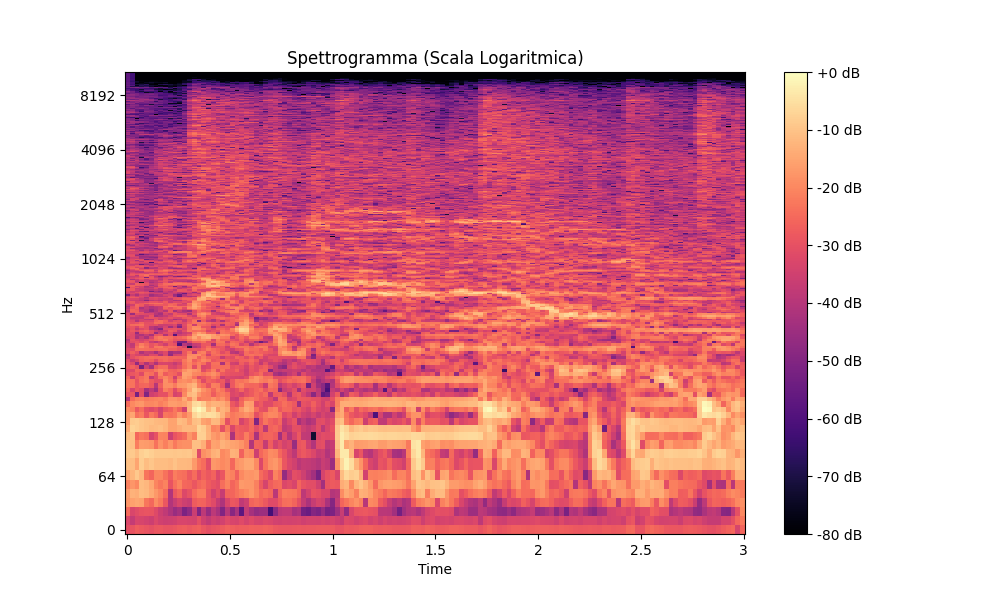 Spettrogramma (Scala Logaritmica)
Hz
8192
4096
2048
1024
512
256
128
64
0
0 0.5 1 1.5 2 2.5 3
Time
+0 dB
-10 dB
-20 dB
-30 dB
-40 dB
-50 dB
-60 dB
-70 dB
-80 dB